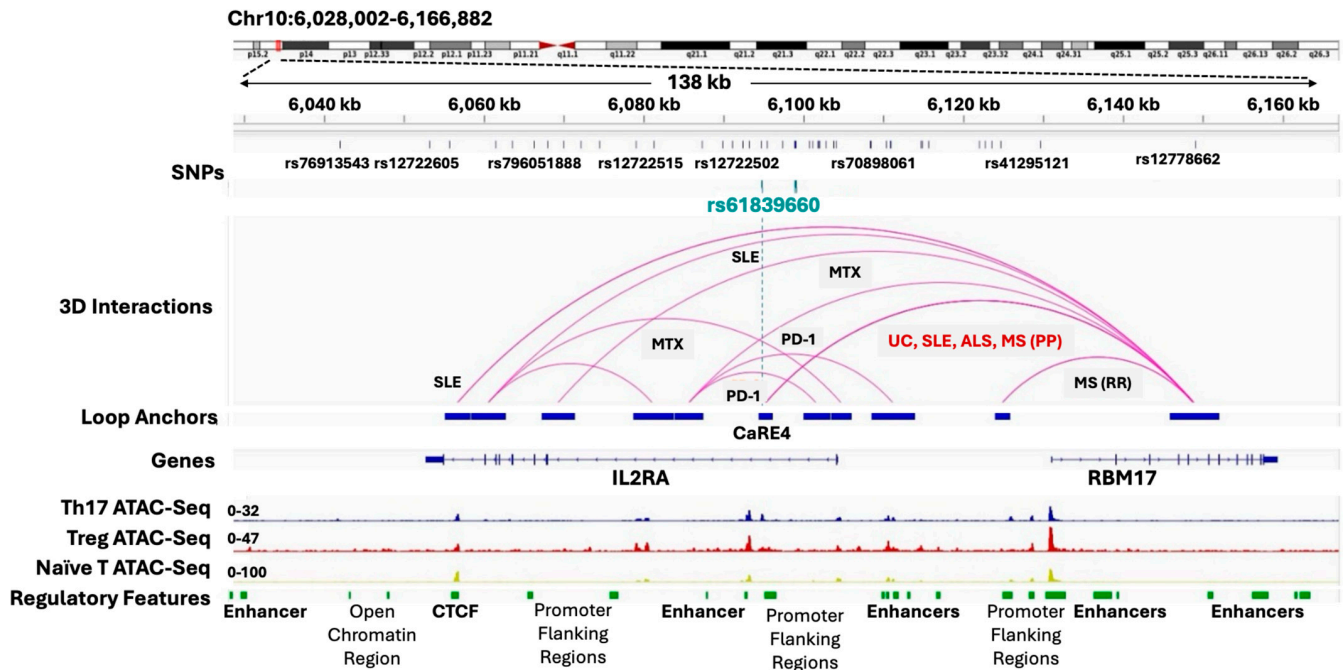 Chr10:6,028,002-6,166,882
p15.2 p14 p13 p12.33 p12.2 p12.1 p11.23 p11.21 q11.1 q11.22 q21.1 q21.2 q21.3 q22.1 q22.2 q22.3 q23.1 q23.2 q23.32 q24.1 q24.31 q25.1 q25.2 q25.3 q26.11 q26.13 q26.2 q26.3
138 kb
6,040 kb 6,060 kb 6,080 kb 6,100 kb 6,120 kb 6,140 kb 6,160 kb
SNPs
rs76913543 rs12722605 rs796051888 rs12722515 rs12722502 rs70898061 rs41295121 rs12778662
rs61839660
3D Interactions
SLE
MTX
MTX
PD-1
UC, SLE, ALS, MS (PP)
SLE
PD-1
MS (RR)
Loop Anchors
CaRE4
Genes
IL2RA
RBM17
Th17 ATAC-Seq 0-32
Treg ATAC-Seq 0-47
Naïve T ATAC-Seq 0-100
Regulatory Features
Enhancer
Open
Chromatin
Region
CTCF
Promoter
Flanking
Regions
Enhancer
Promoter
Flanking
Regions
Enhancers
Promoter
Flanking
Regions
Enhancers
Enhancers